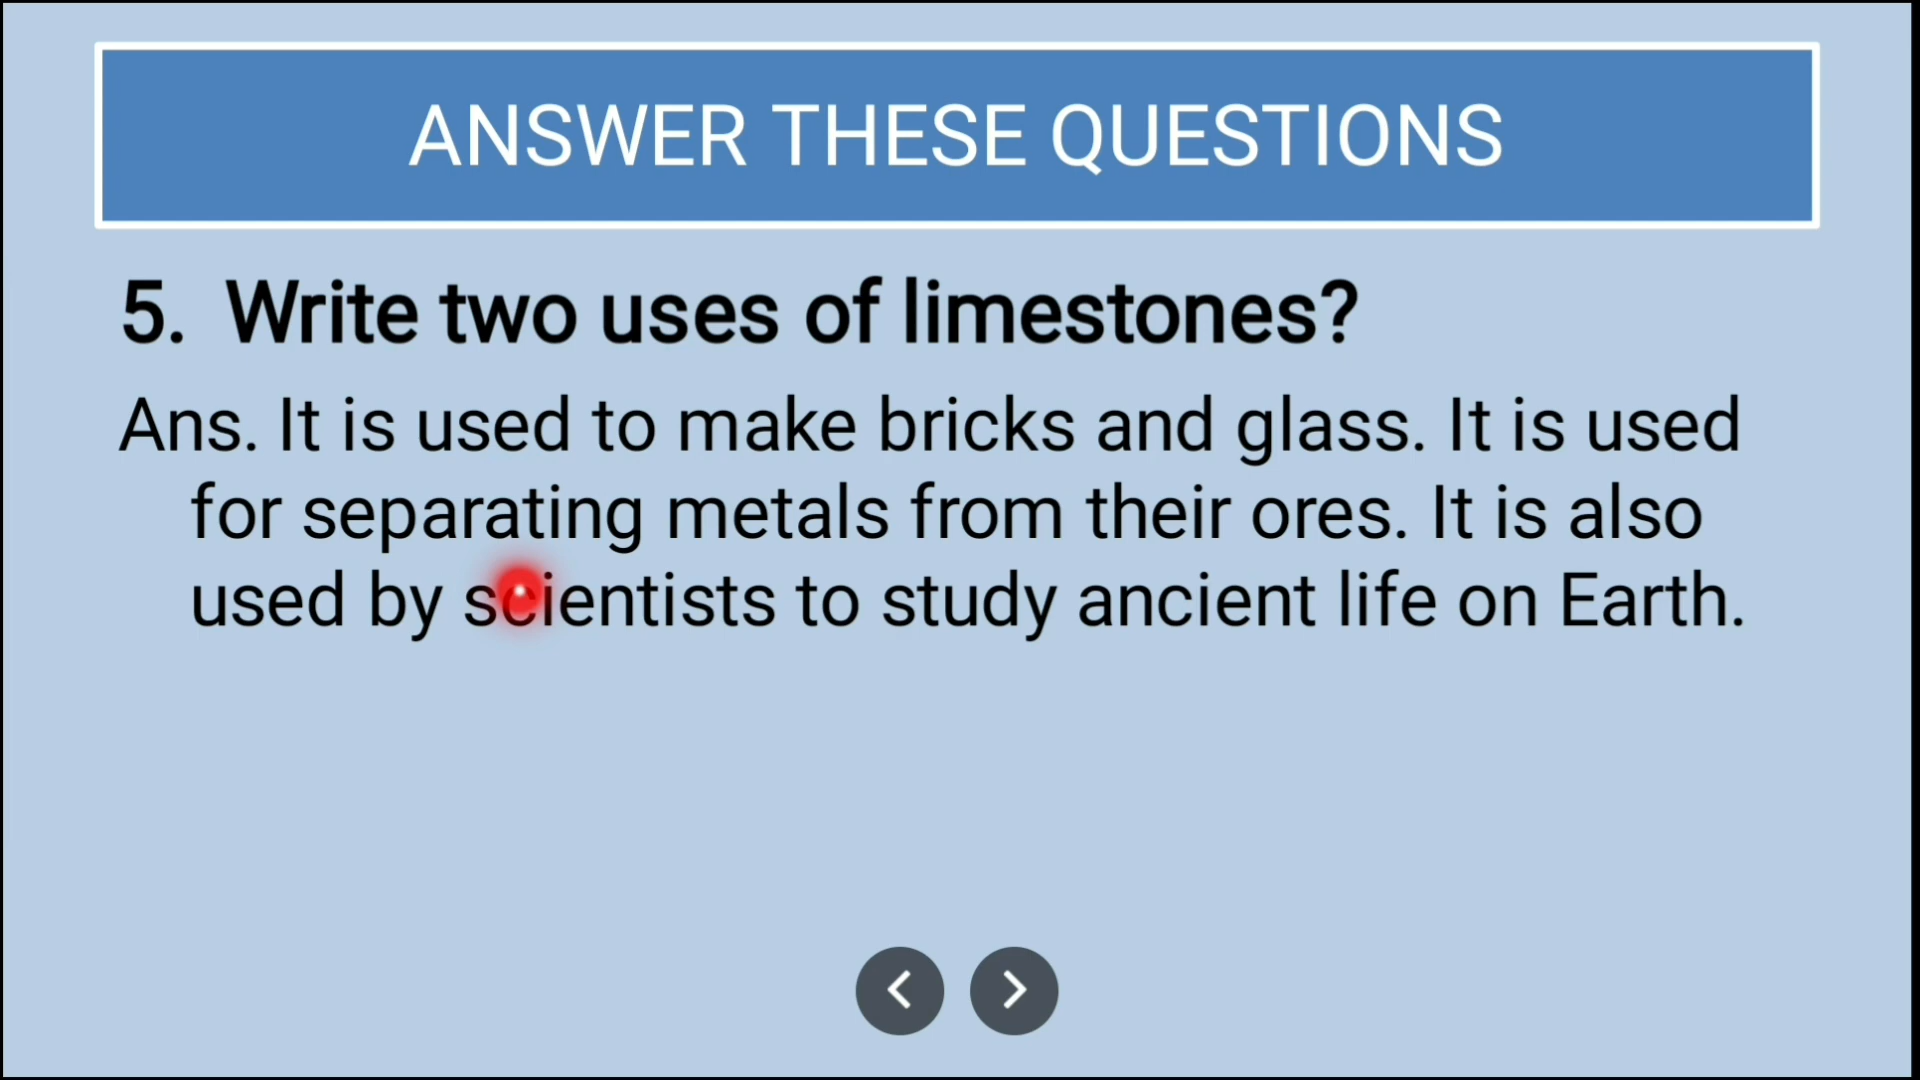 ANSWER THESE QUESTIONS
5. Write two uses of limestones?
Ans. It is used to make bricks and glass. It is used
for separating metals from their ores. It is also
used by scientists to study ancient life on Earth.